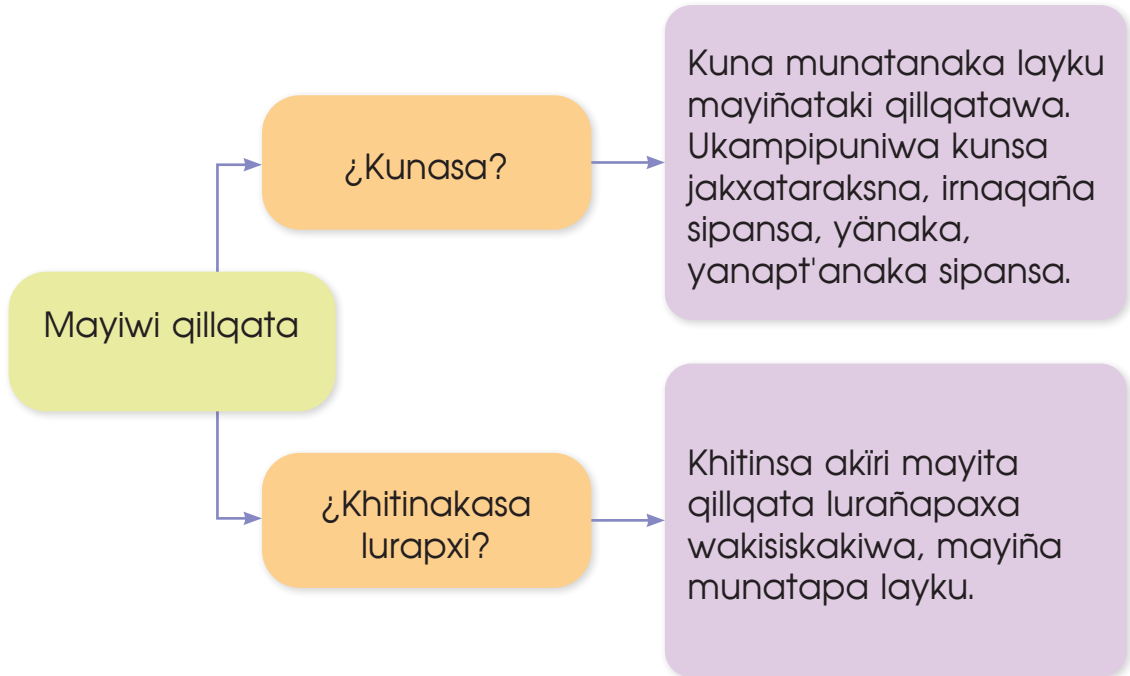 Mayiwi qillqata
¿Kunasa?
Kuna munatanaka layku
mayiñataki qillqatawa.
Ukampipuniwa kunsa
jakxataraksna, irnaqaña
sipansa, yänaka,
yanapt'anaka sipansa.
¿Khitinakasa
lurapxi?
Khitinsa akïri mayita
qillqata lurañapaxa
wakisiskakiwa, mayiña
munatapa layku.